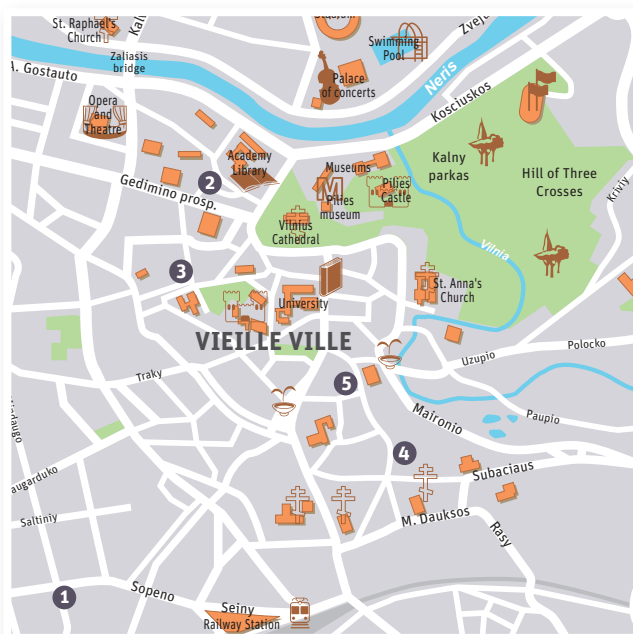 St. Raphael's
Church
Zaliasis
bridge
A. Gostauto
Swimming
Pool
Palace
of concerts
Neris
Kosciuskos
Opera
and
Theatre
Academy
Library
2
Gedimino prosp.
Museums
M
Pilies
museum
Pilies
Castle
Kalny
parkas
Hill of Three
Crosses
Kriviy
Vilnius
Cathedral
Vilnia
3
St. Anna's
Church
University
VIEILLE VILLE
Uzupio
Polocko
Traky
5
Maironio
Paupio
4
Subaciaus
augarduko
Saltiniy
M. Dauksos
Rasy
1
Sopeno
Seiny
Railway Station